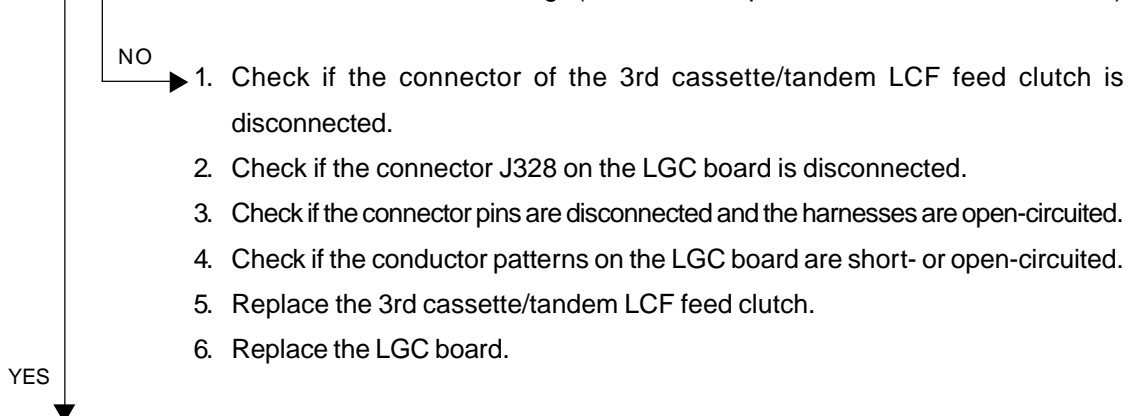 NO
1. Check if the connector of the 3rd cassette/tandem LCF feed clutch is
disconnected.
2. Check if the connector J328 on the LGC board is disconnected.
3. Check if the connector pins are disconnected and the harnesses are open-circuited.
4. Check if the conductor patterns on the LGC board are short- or open-circuited.
5. Replace the 3rd cassette/tandem LCF feed clutch.
6. Replace the LGC board.
YES